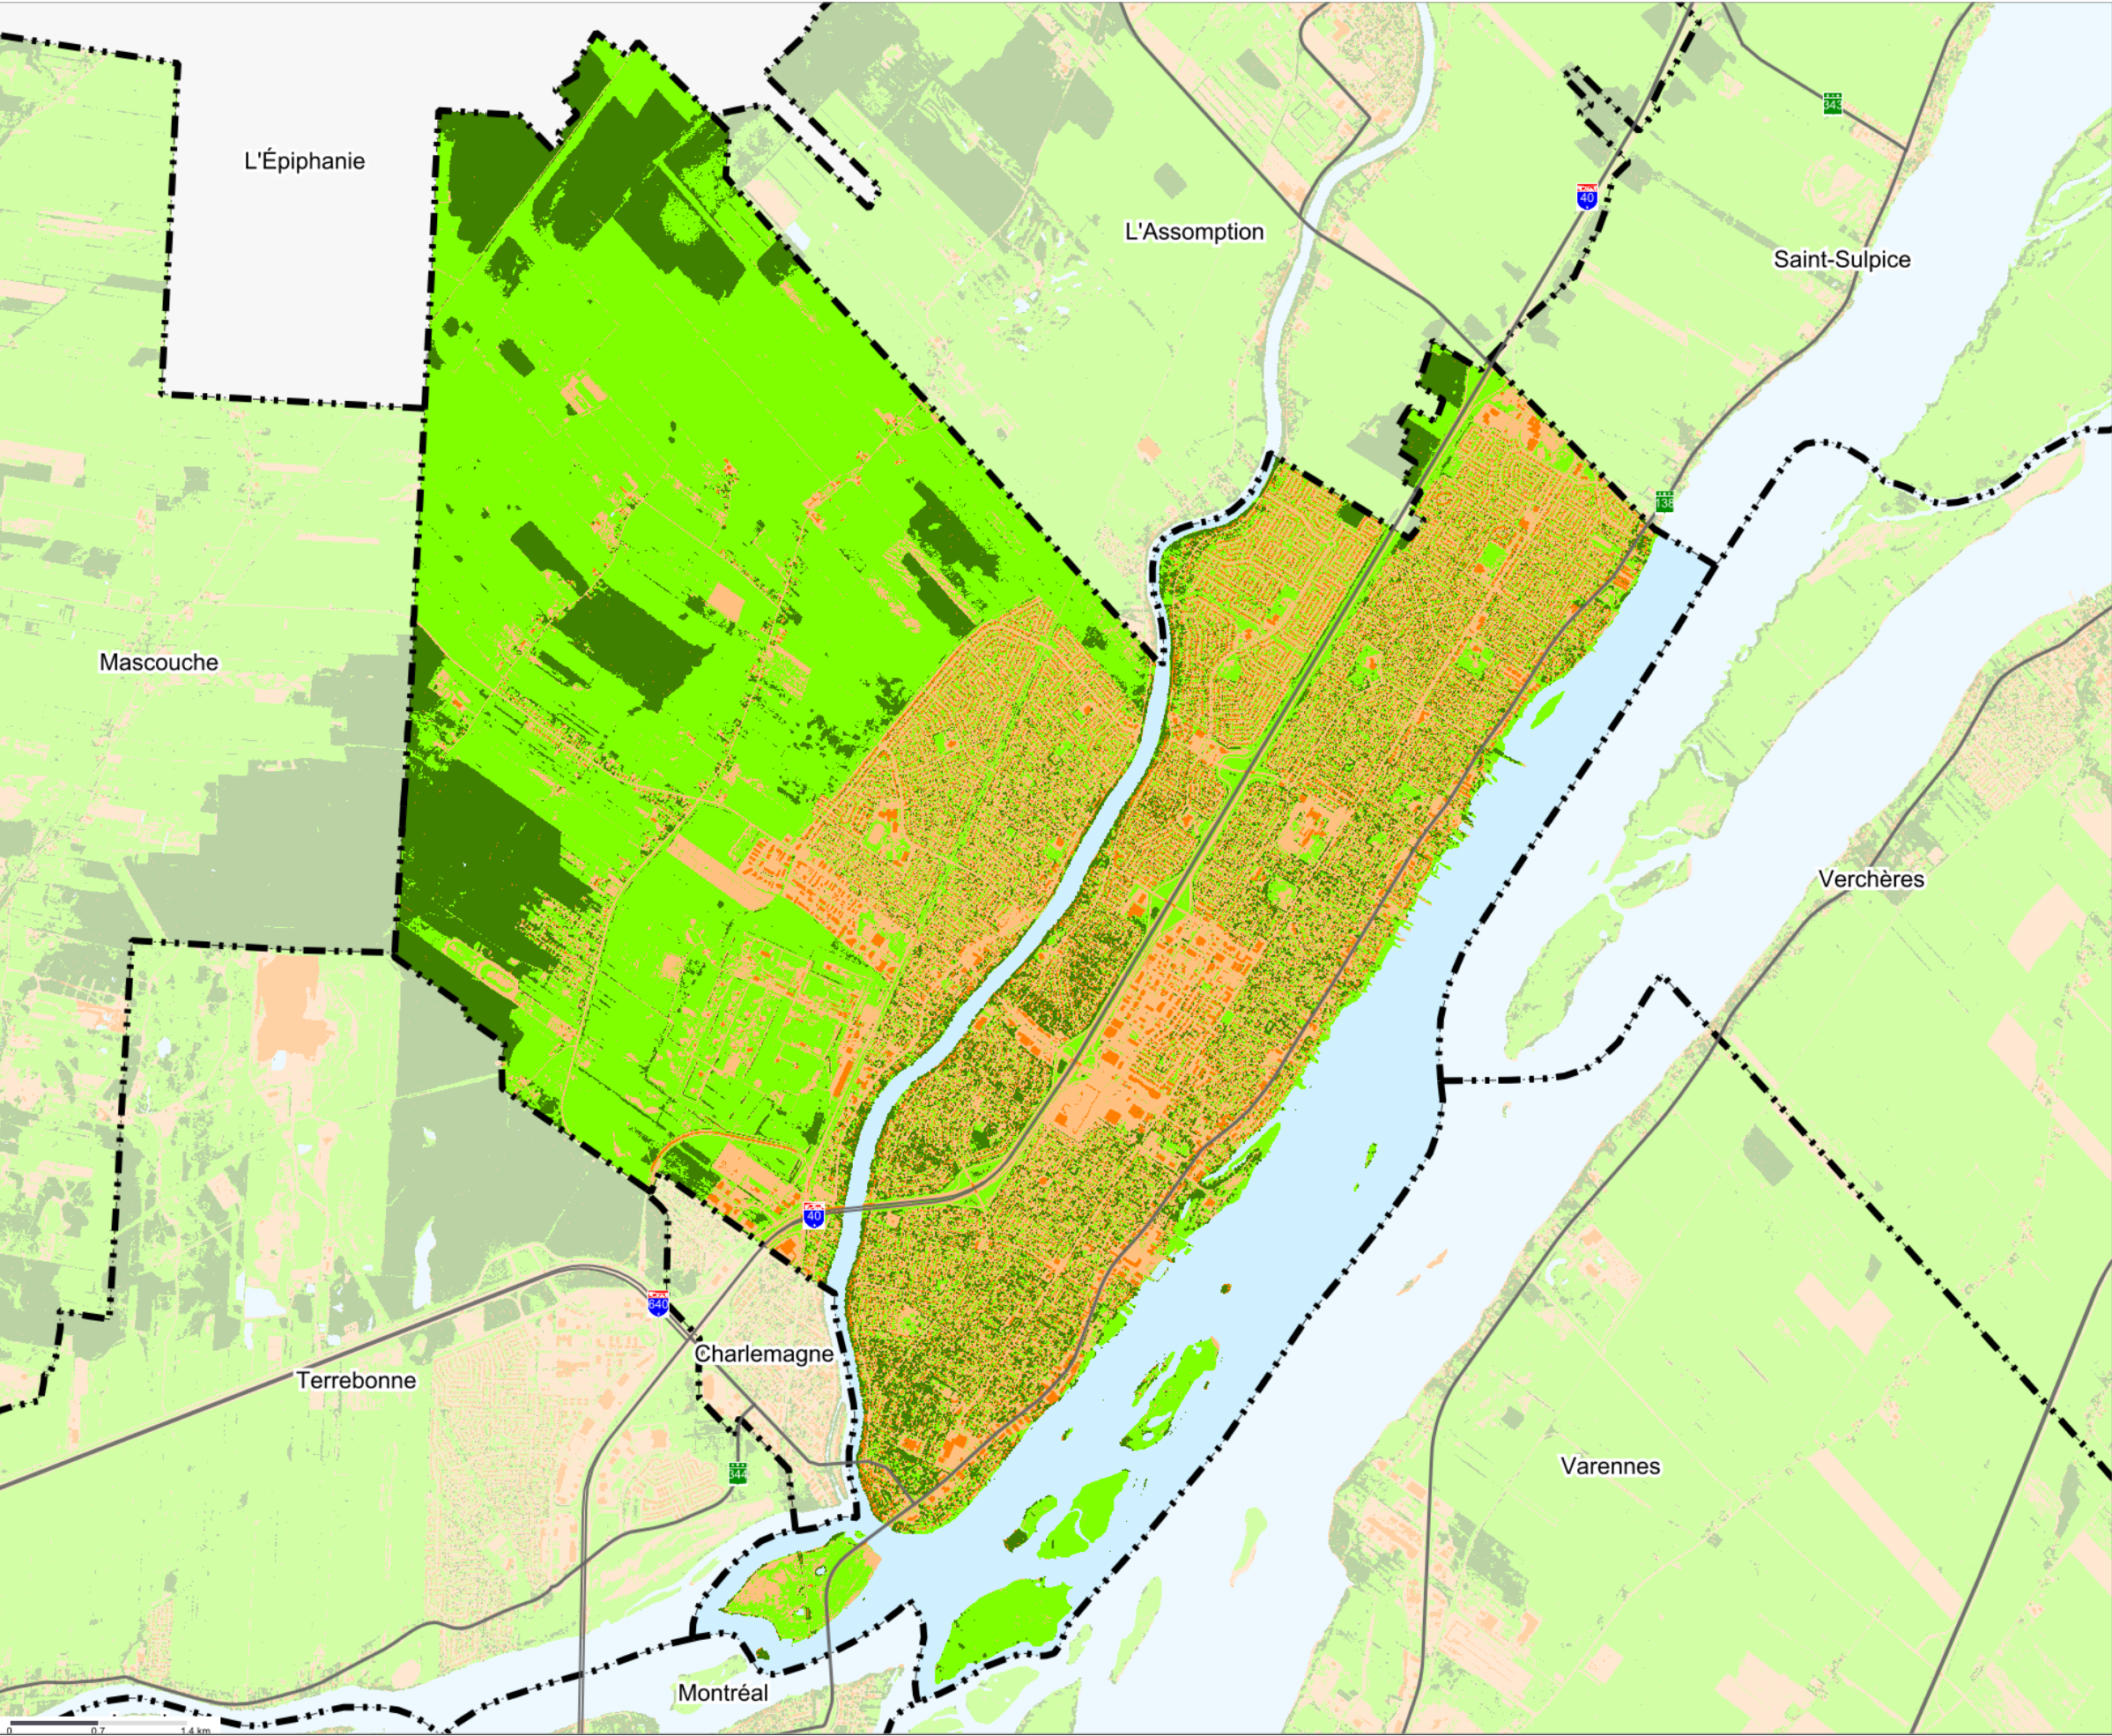 343
L'Épiphanie
40
L'Assomption
Saint-Sulpice
138
Mascouche
Verchères
40
640
Charlemagne
Terrebonne
Varennes
344
Montréal
0 0.7 1.4 km